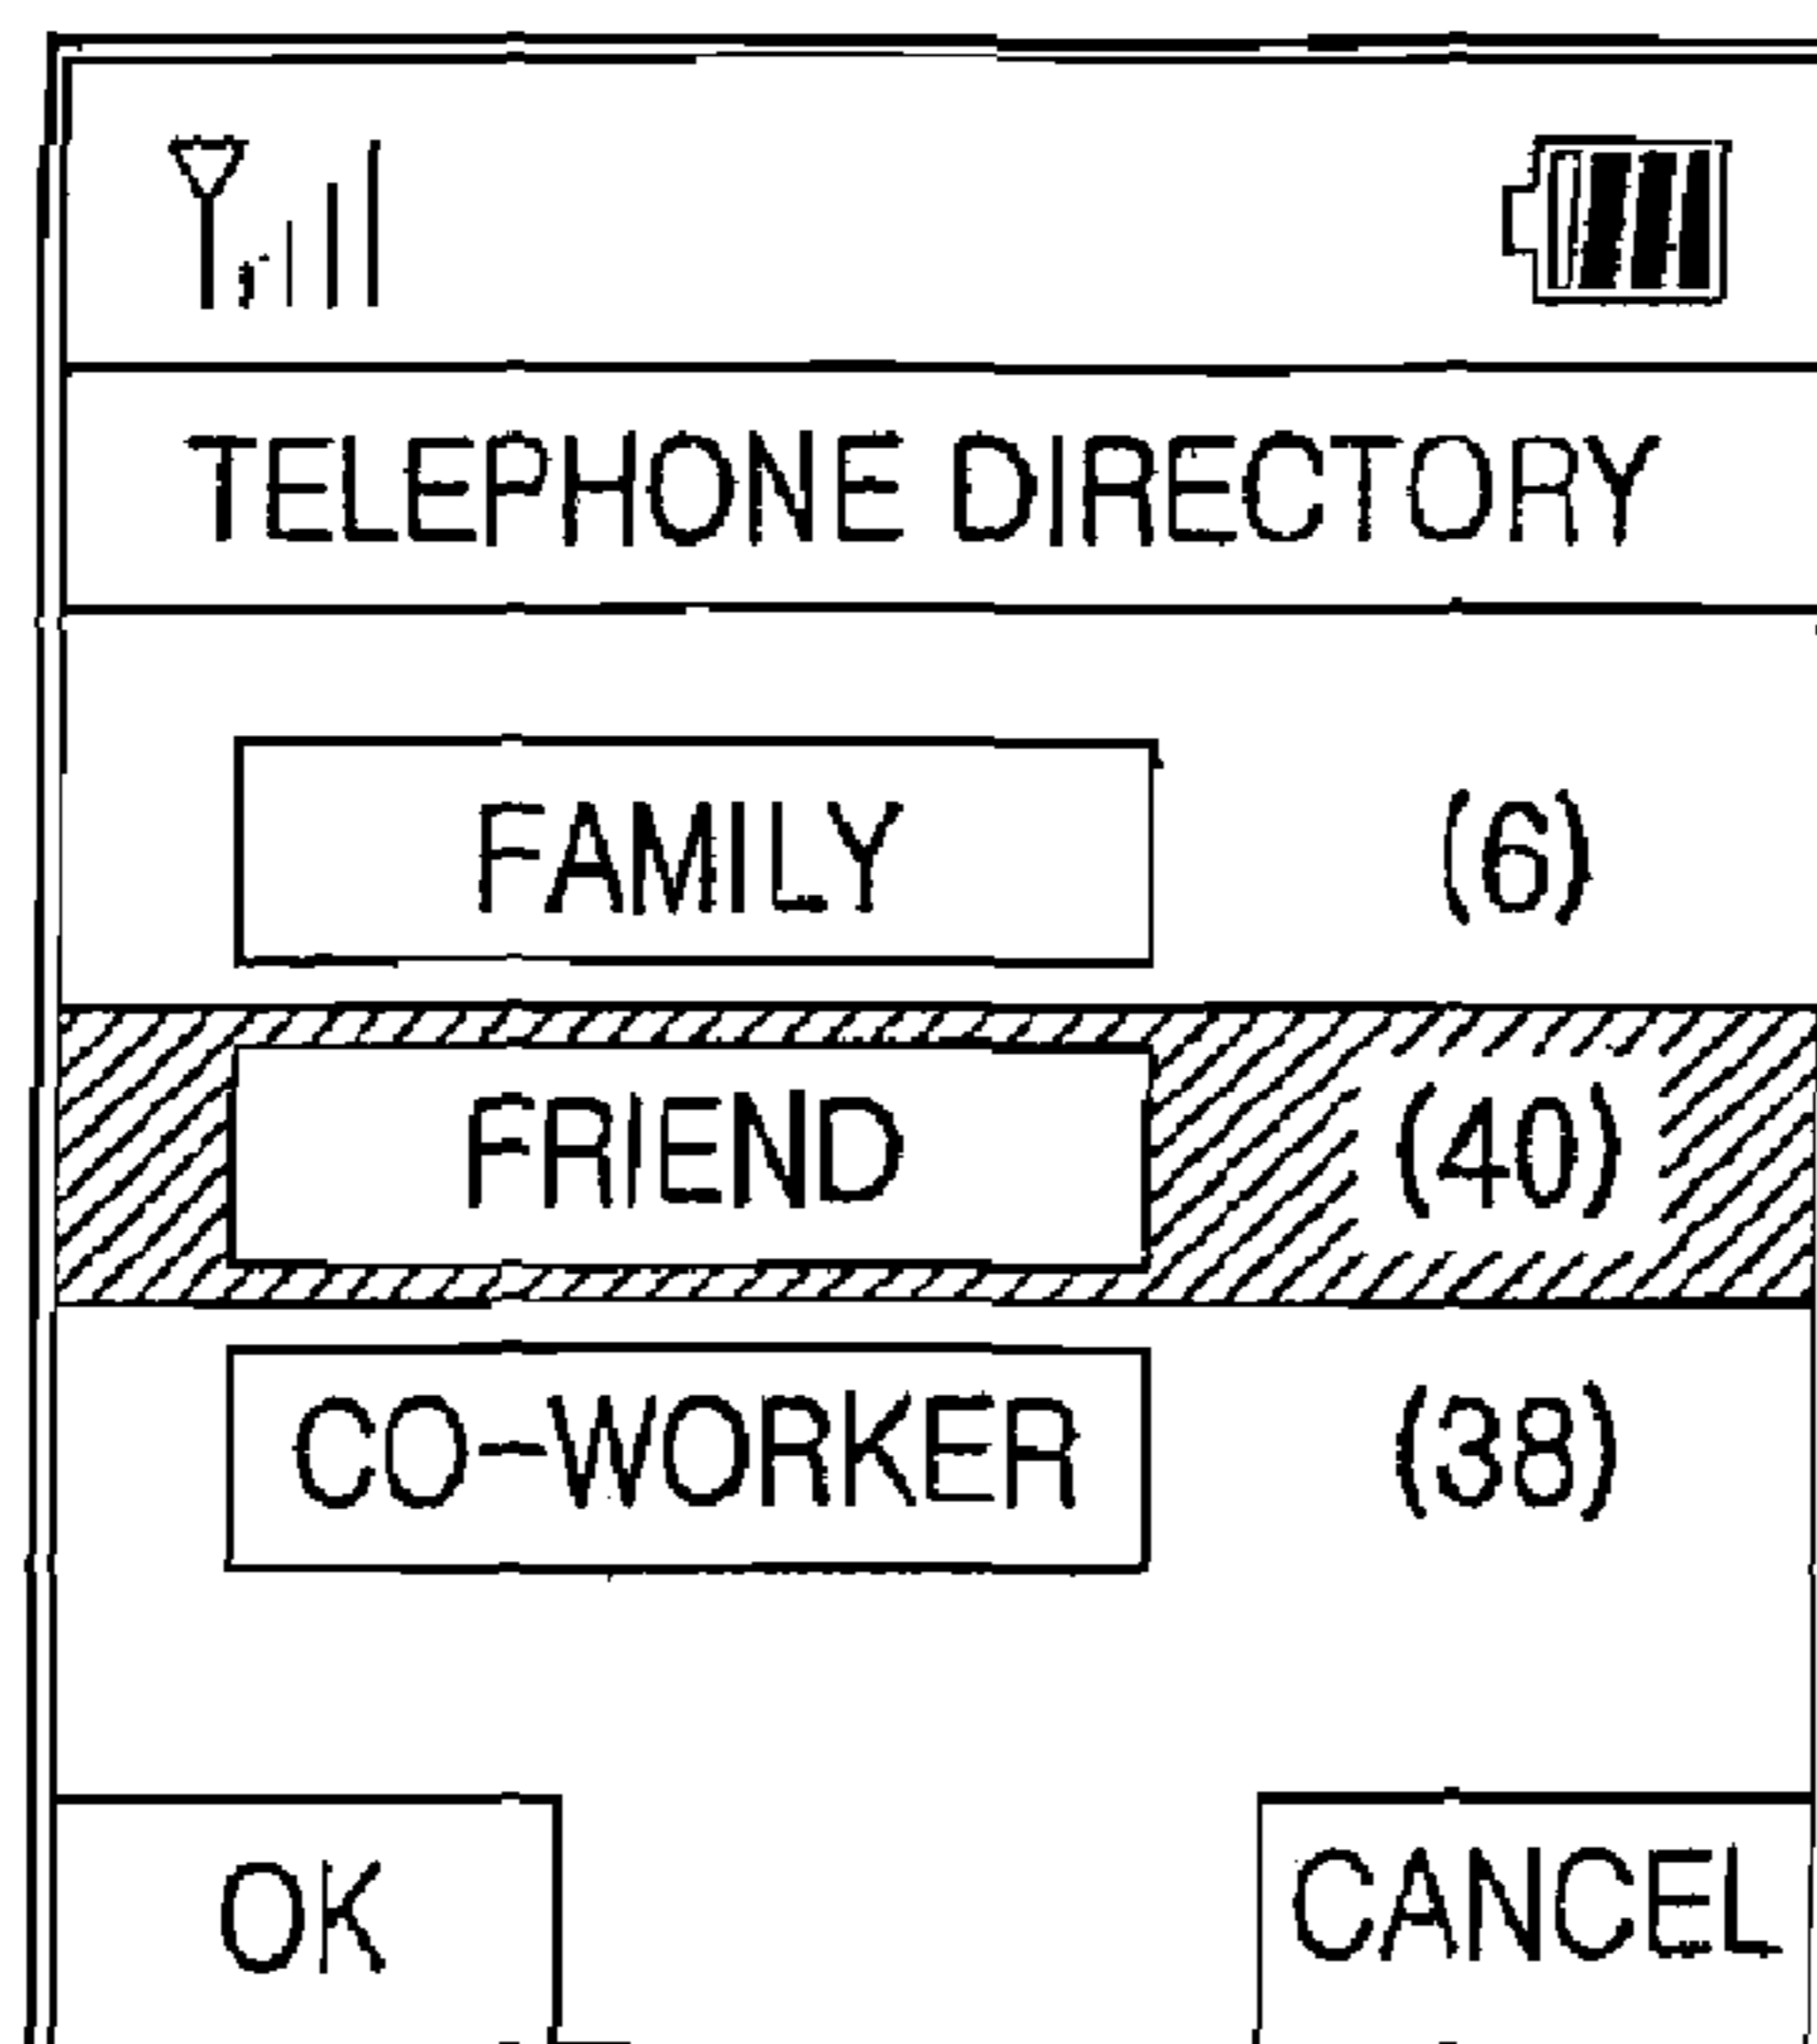 TELEPHONE DIRECTORY
FAMILY (6)
FRIEND (40)
CO-WORKER (38)
OK CANCEL